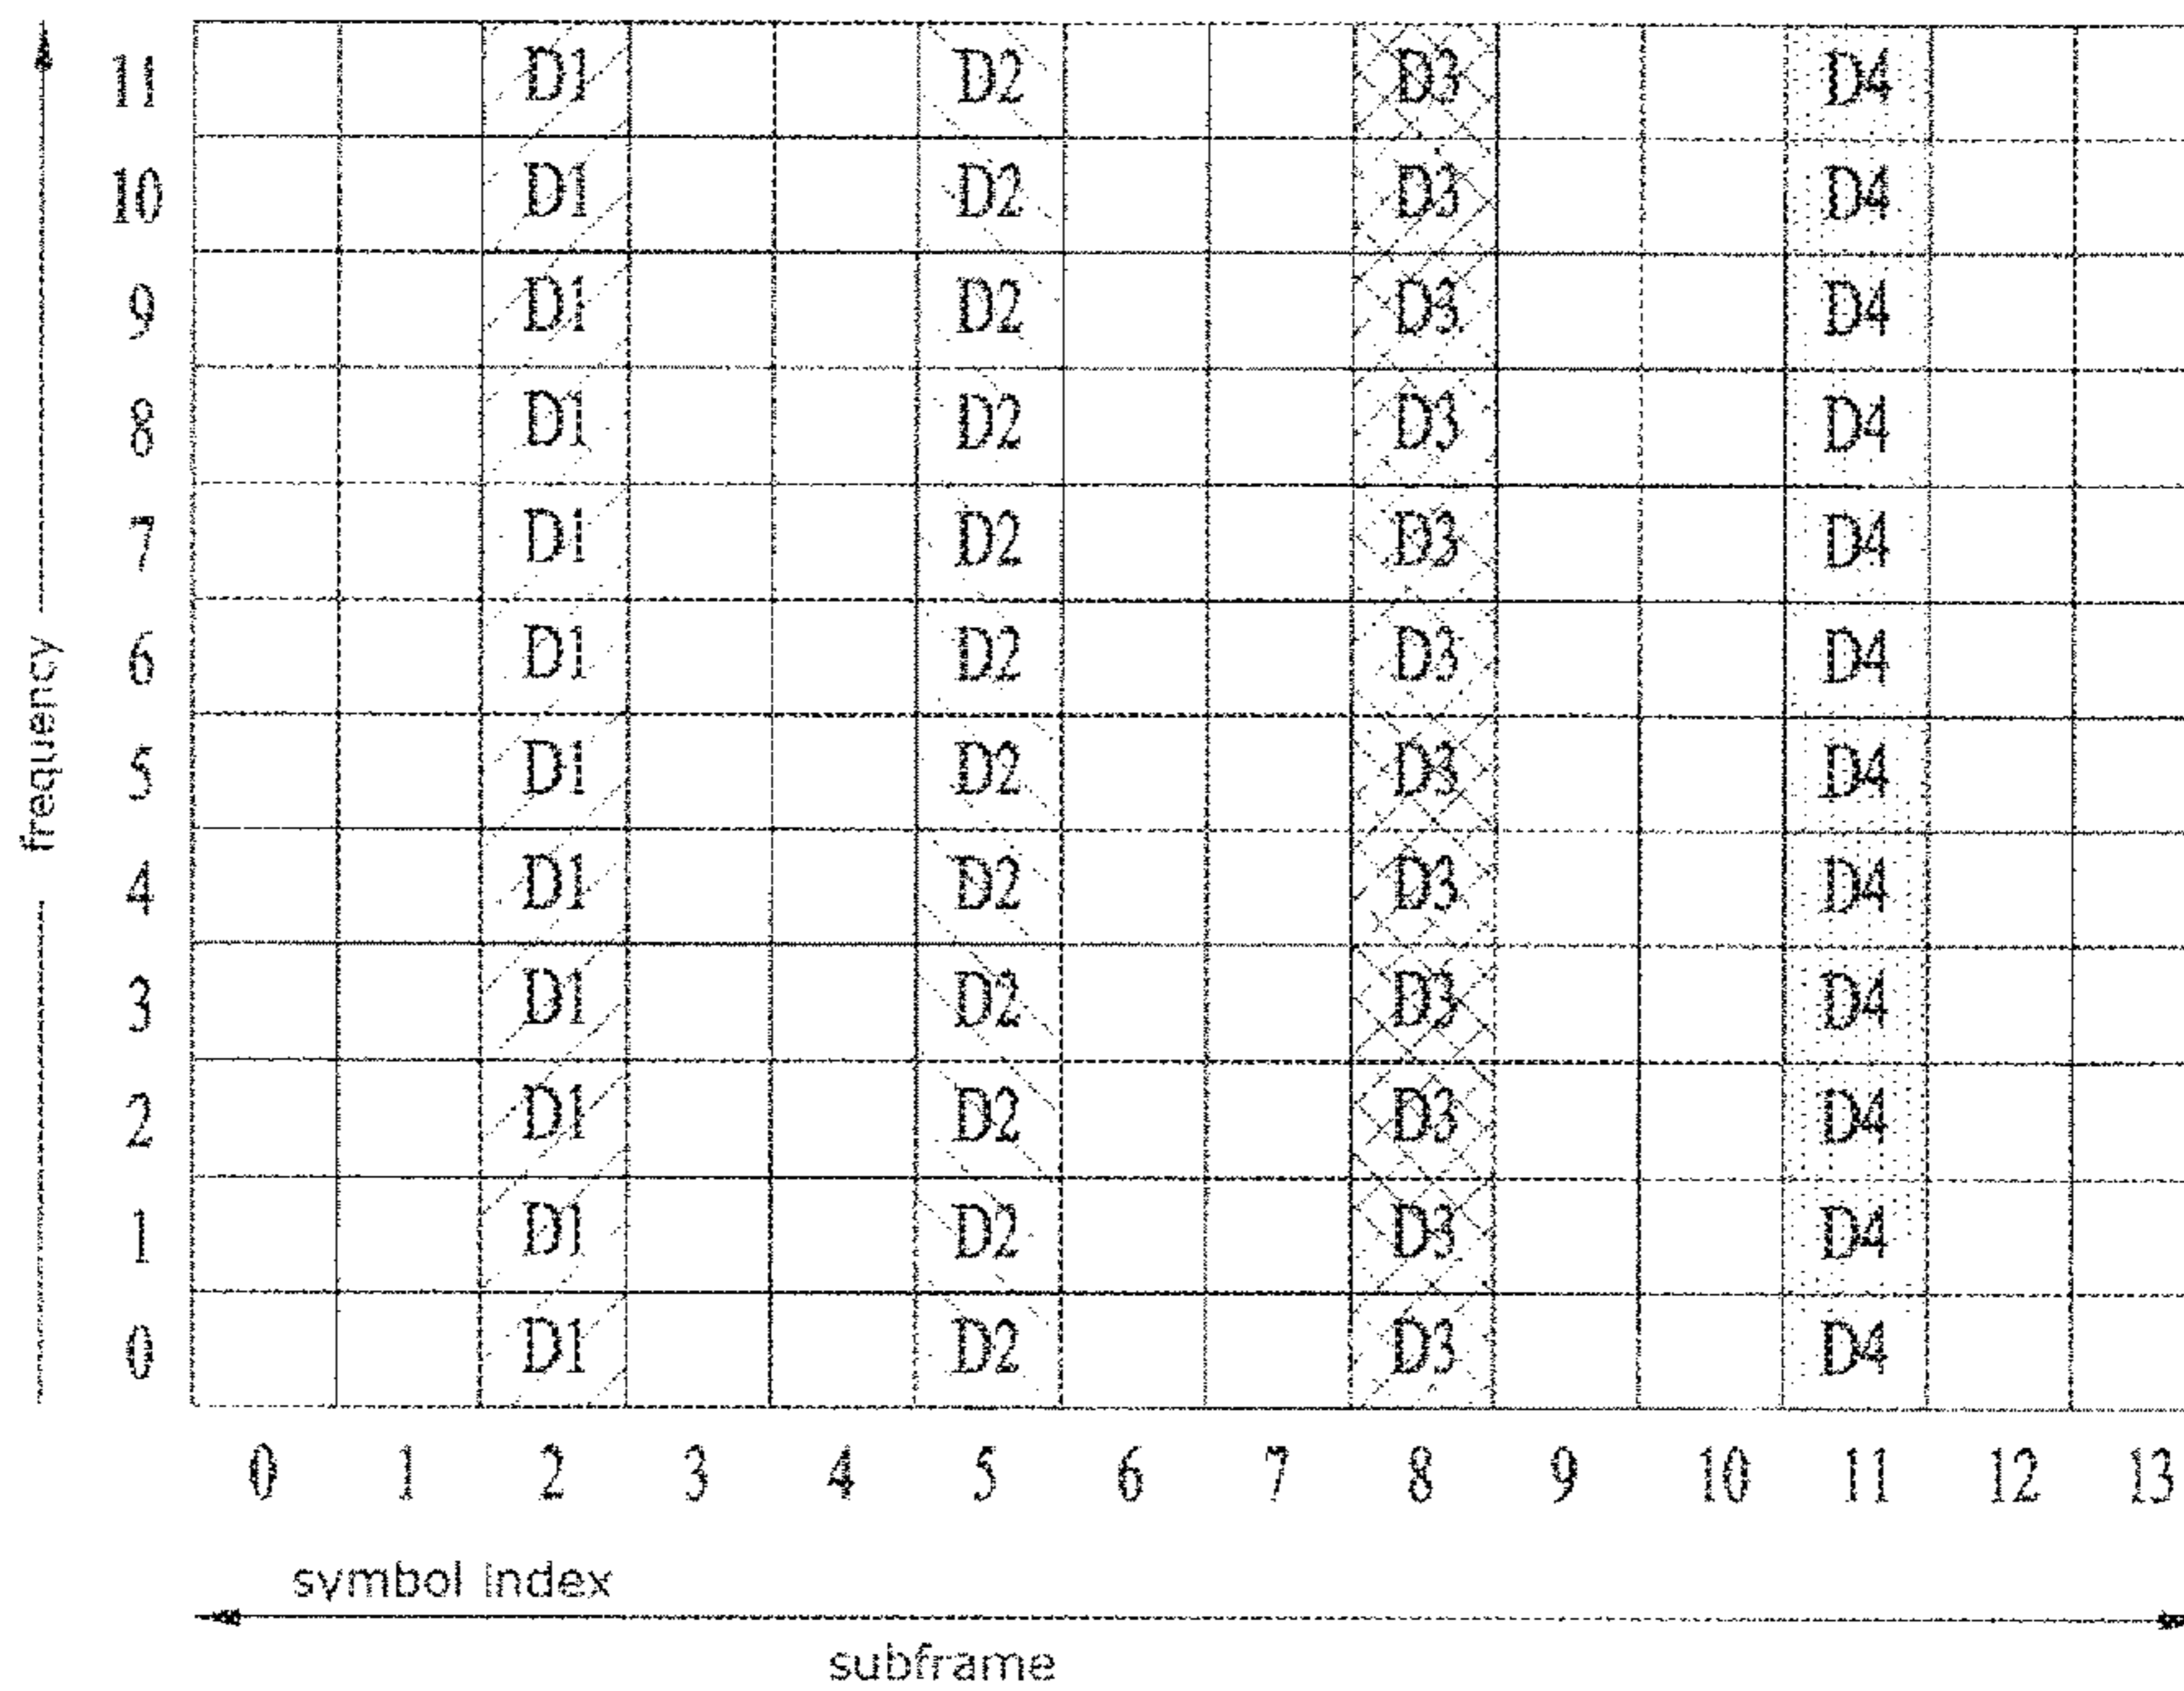 11 D1 D2 D3 D4
10 D1 D2 D3 D4
9 D1 D2 D3 D4
8 D1 D2 D3 D4
7 D1 D2 D3 D4
6 D1 D2 D3 D4
5 D1 D2 D3 D4
4 D1 D2 D3 D4
3 D1 D2 D3 D4
2 D1 D2 D3 D4
1 D1 D2 D3 D4
0 D1 D2 D3 D4
frequency
0 1 2 3 4 5 6 7 8 9 10 11 12 13
symbol index
subframe